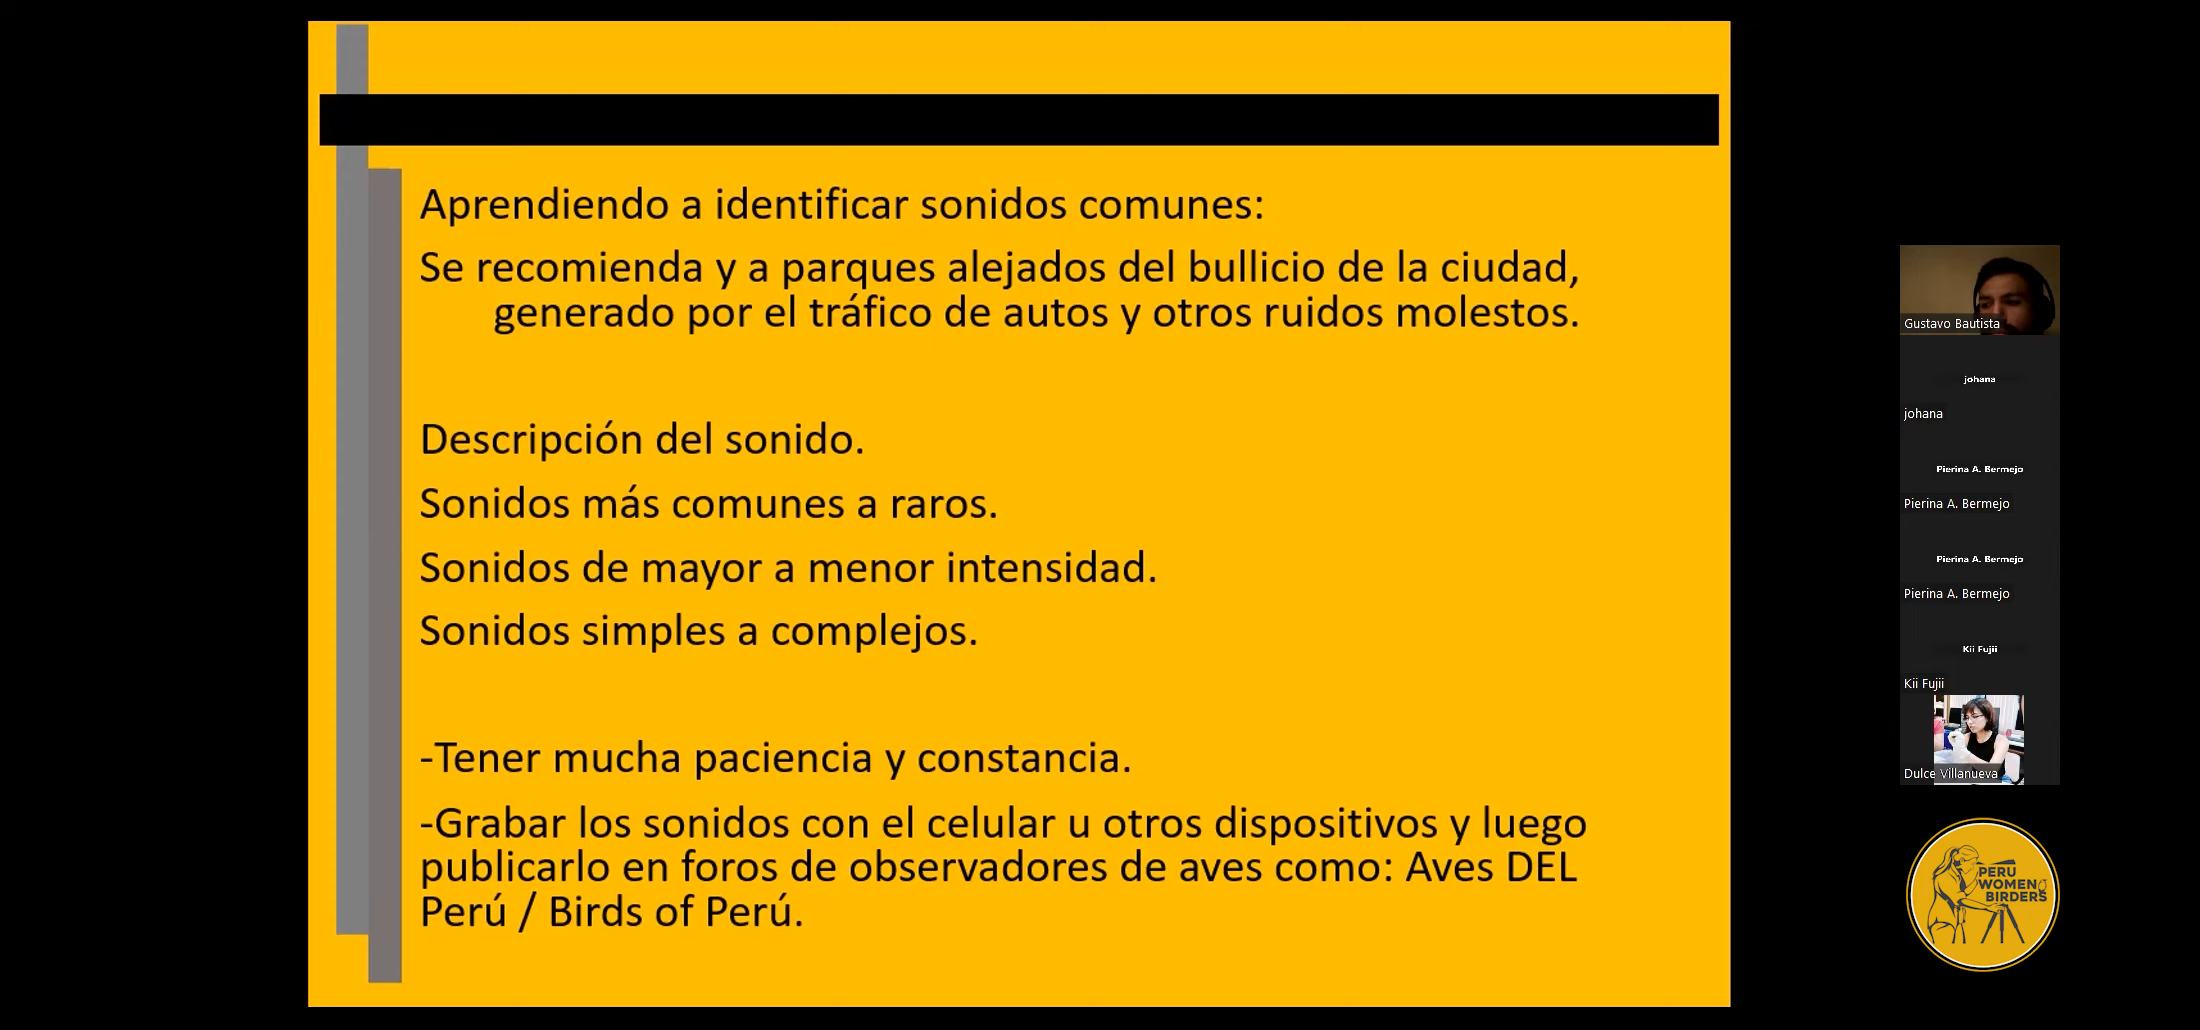 Aprendiendo a identificar sonidos comunes:
Se recomienda y a parques alejados del bullicio de la ciudad,
generado por el tráfico de autos y otros ruidos molestos.
Descripción del sonido.
Sonidos más comunes a raros.
Sonidos de mayor a menor intensidad.
Sonidos simples a complejos.
-Tener mucha paciencia y constancia.
-Grabar los sonidos con el celular u otros dispositivos y luego
publicarlo en foros de observadores de aves como: Aves DEL
Perú / Birds of Perú.
Gustavo Bautista
johana
johana
Pierina A. Bermejo
Pierina A. Bermejo
Pierina A. Bermejo
Pierina A. Bermejo
Kii Fujii
Kii Fujii
Dulce Villanueva
PERU
WOMEN
BIRDERS